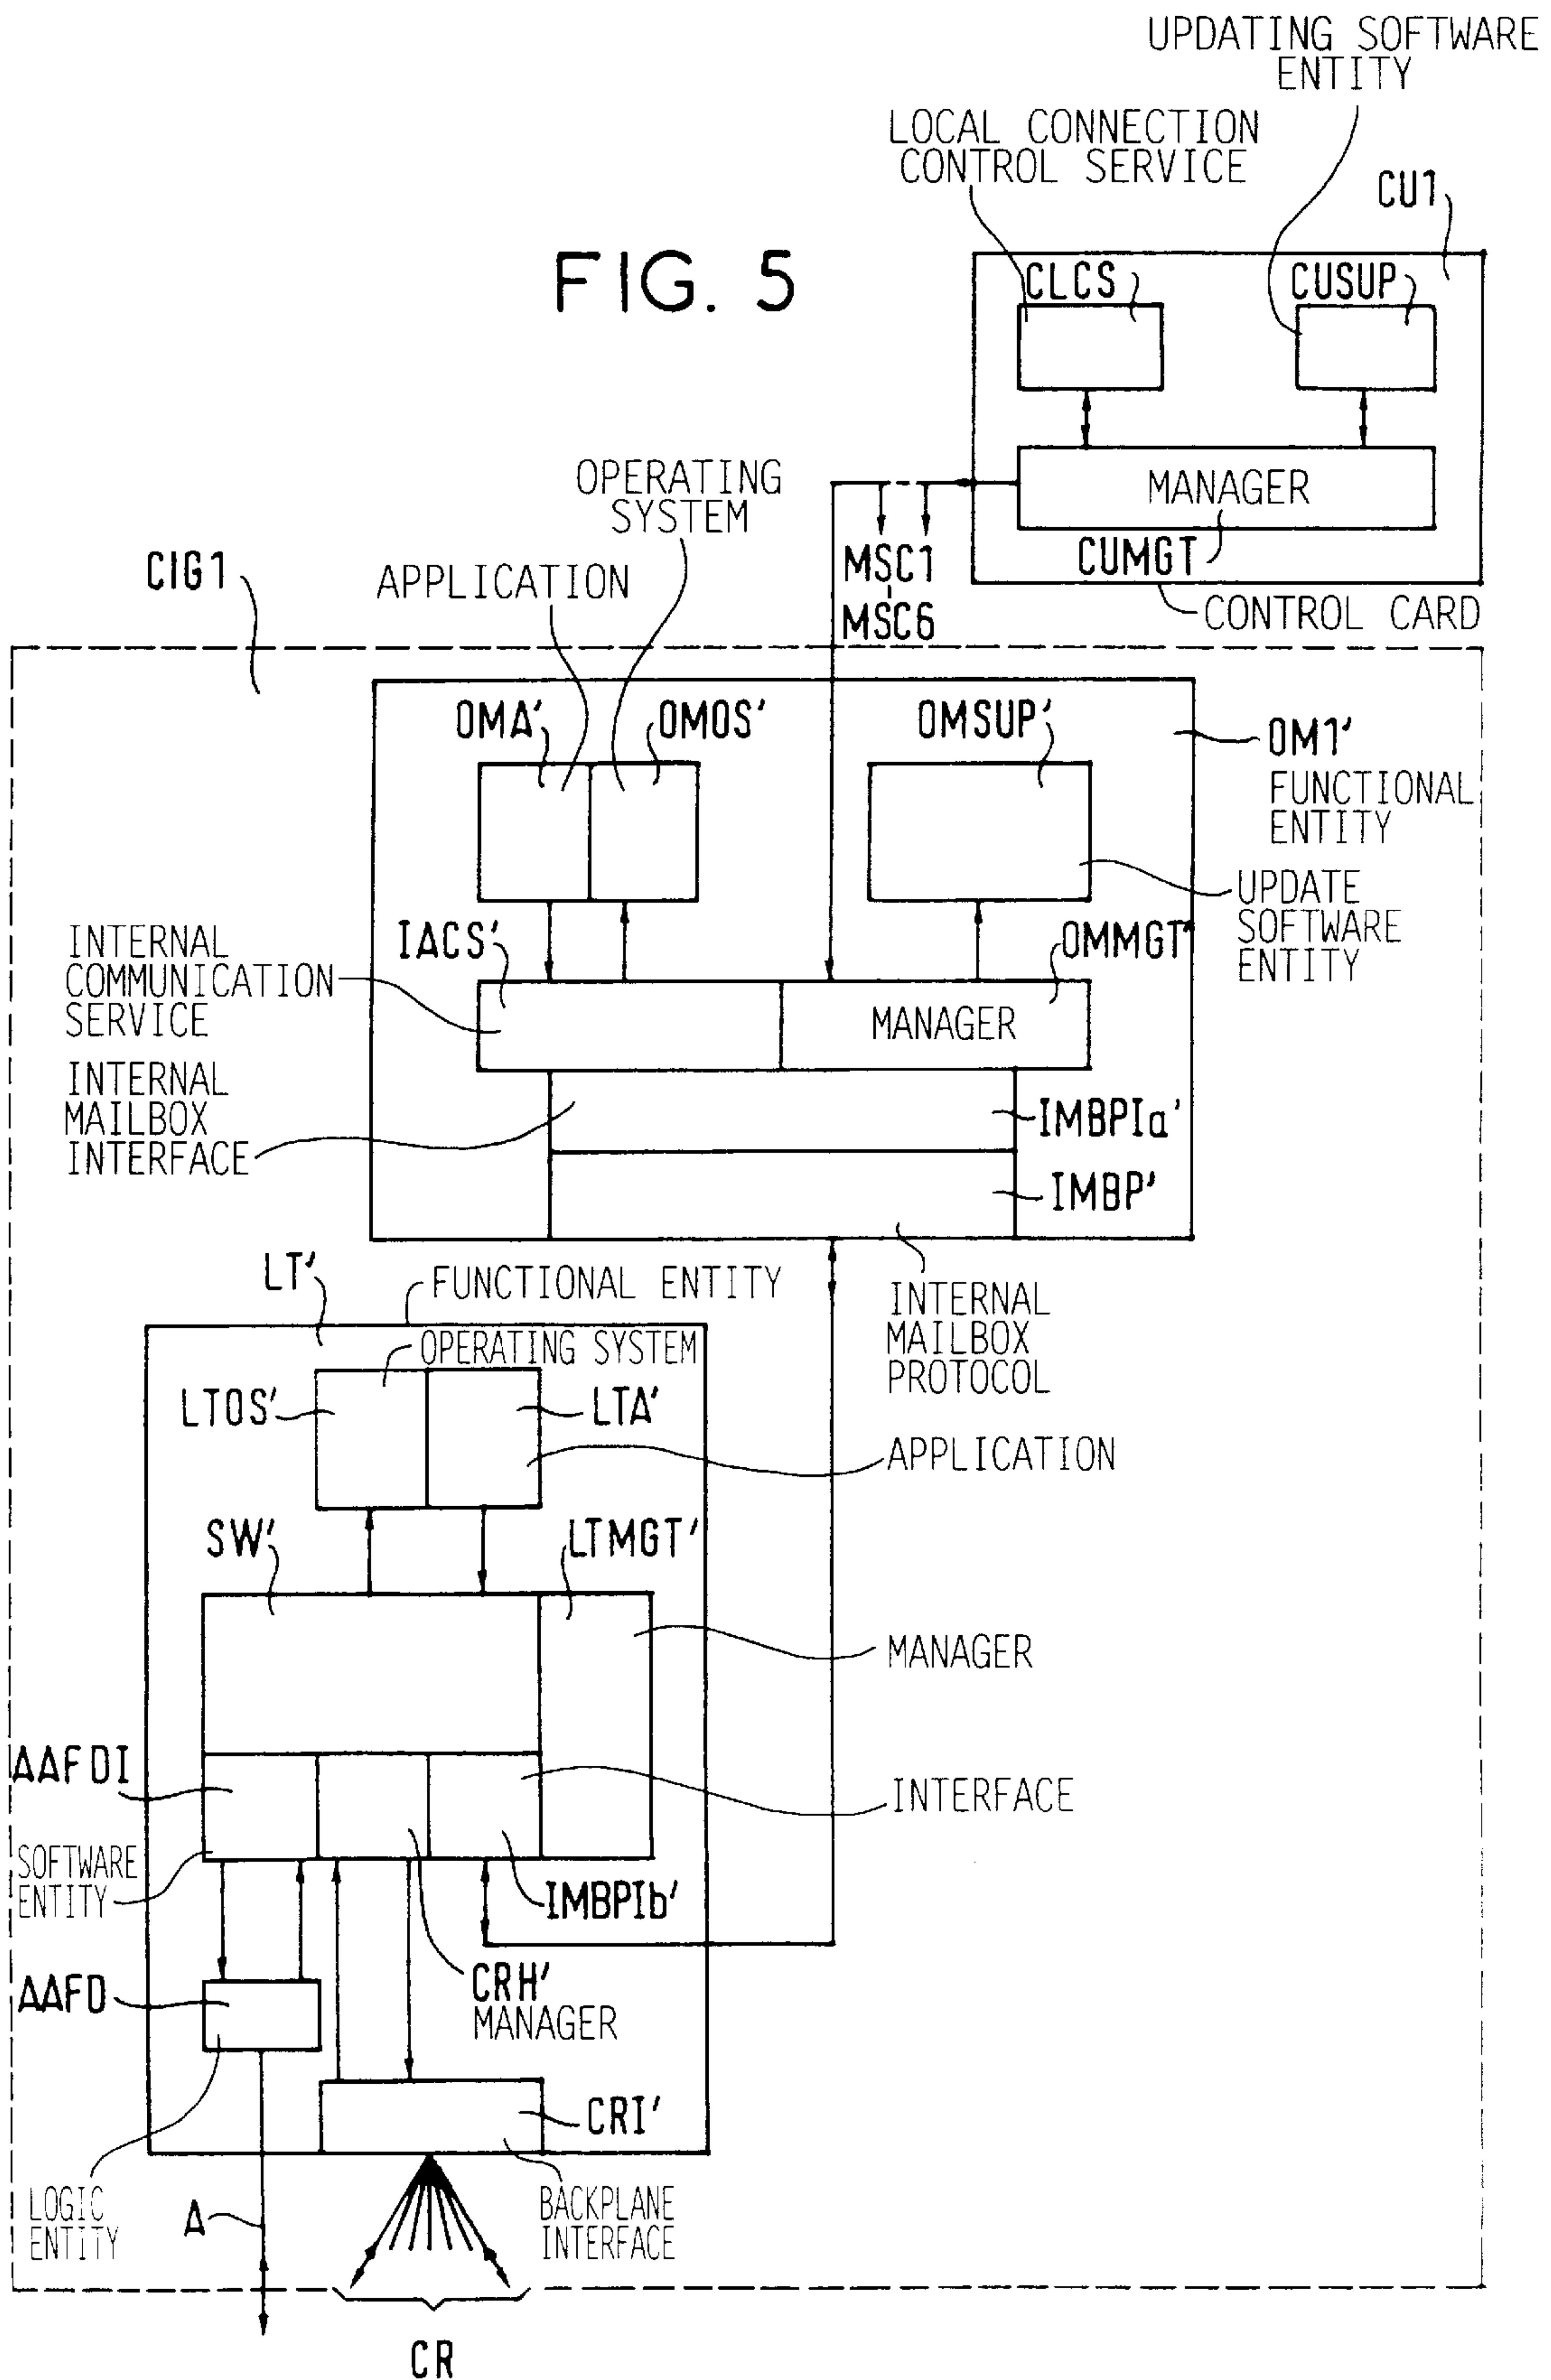 UPDATING SOFTWARE
ENTITY
LOCAL CONNECTION
CONTROL SERVICE
CU1
FIG. 5
CLCS
CUSUP
MANAGER
CUMGT
CONTROL CARD
OPERATING
SYSTEM
APPLICATION
MSC1
MSC6
CIG1
OMA'
OMOS'
OMSUP'
OM1'
FUNCTIONAL
ENTITY
UPDATE
SOFTWARE
ENTITY
INTERNAL
COMMUNICATION
SERVICE
IACS'
OMMGT'
MANAGER
INTERNAL
MAILBOX
INTERFACE
IMBPIa'
IMBP'
LT'
FUNCTIONAL ENTITY
INTERNAL
MAILBOX
PROTOCOL
OPERATING SYSTEM
LTOS'
LTA'
APPLICATION
SW'
LTMGT'
MANAGER
AAFDI
INTERFACE
SOFTWARE
ENTITY
IMBPIb'
AAFD
CRH'
MANAGER
CRI'
LOGIC
ENTITY
A
BACKPLANE
INTERFACE
CR